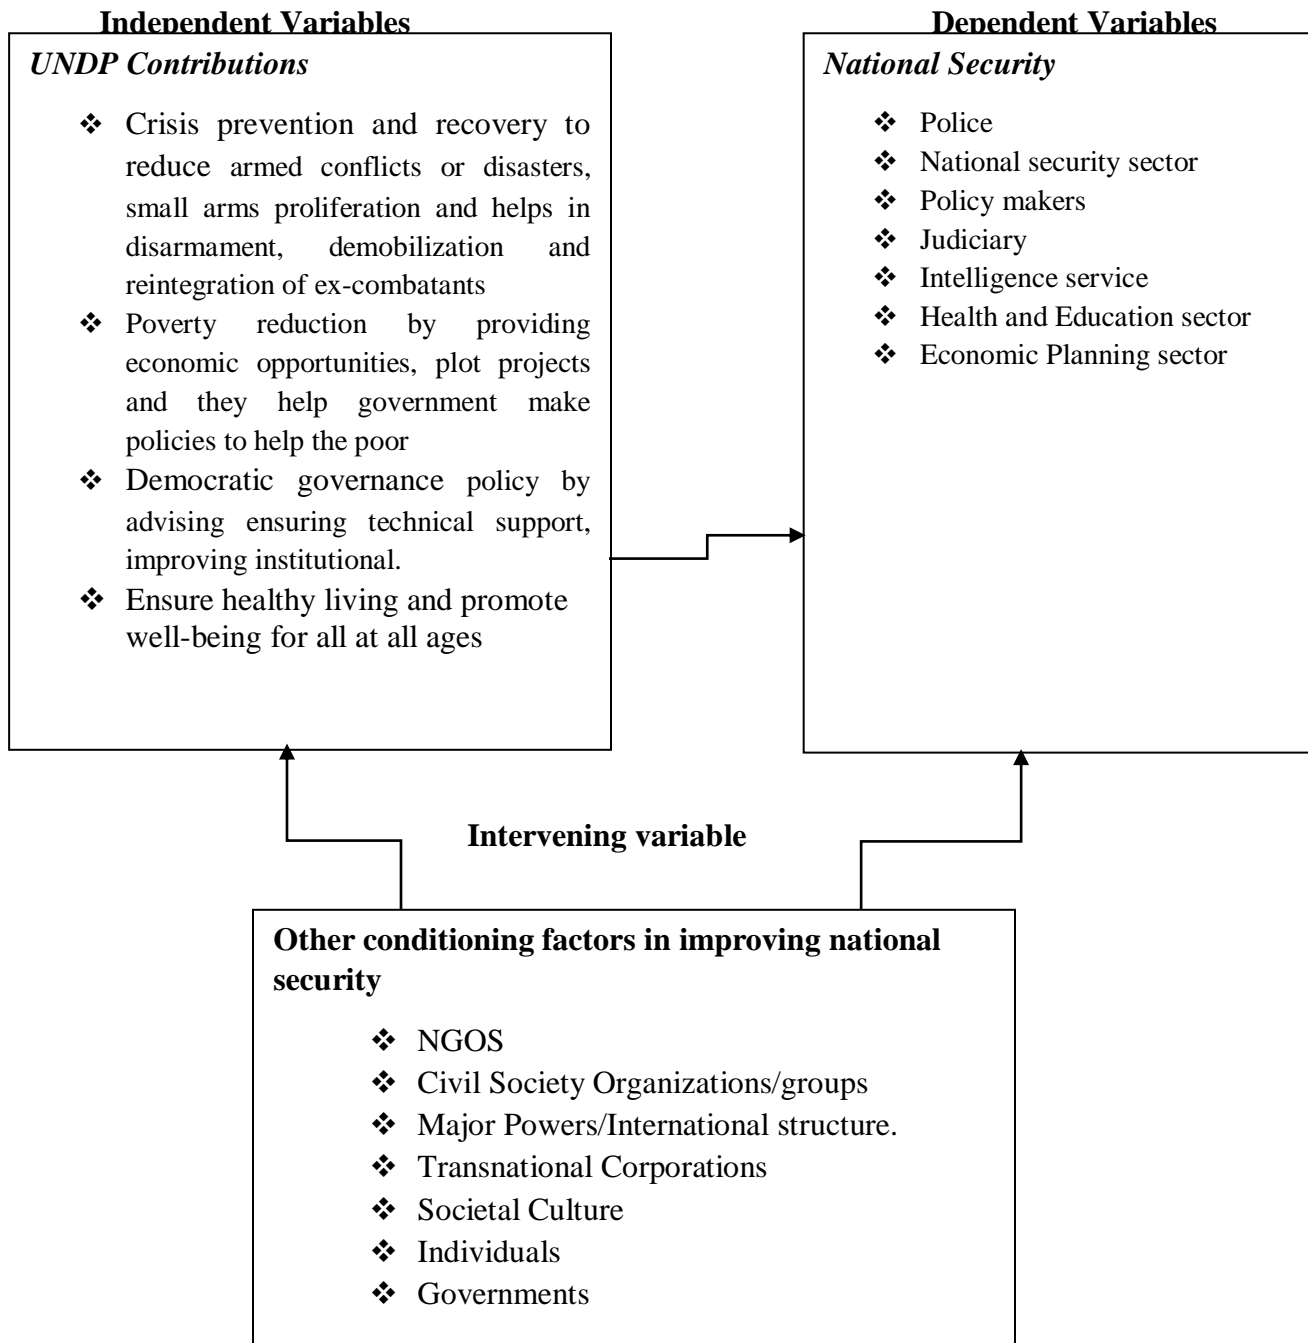 Independent Variables
UNDP Contributions
❖ Crisis prevention and recovery to
reduce armed conflicts or disasters,
small arms proliferation and helps in
disarmament, demobilization and
reintegration of ex-combatants
❖ Poverty reduction by providing
economic opportunities, plot projects
and they help government make
policies to help the poor
❖ Democratic governance policy by
advising ensuring technical support,
improving institutional.
❖ Ensure healthy living and promote
well-being for all at all ages
Dependent Variables
National Security
❖ Police
❖ National security sector
❖ Policy makers
❖ Judiciary
❖ Intelligence service
❖ Health and Education sector
❖ Economic Planning sector
Intervening variable
Other conditioning factors in improving national
security
❖ NGOS
❖ Civil Society Organizations/groups
❖ Major Powers/International structure.
❖ Transnational Corporations
❖ Societal Culture
❖ Individuals
❖ Governments